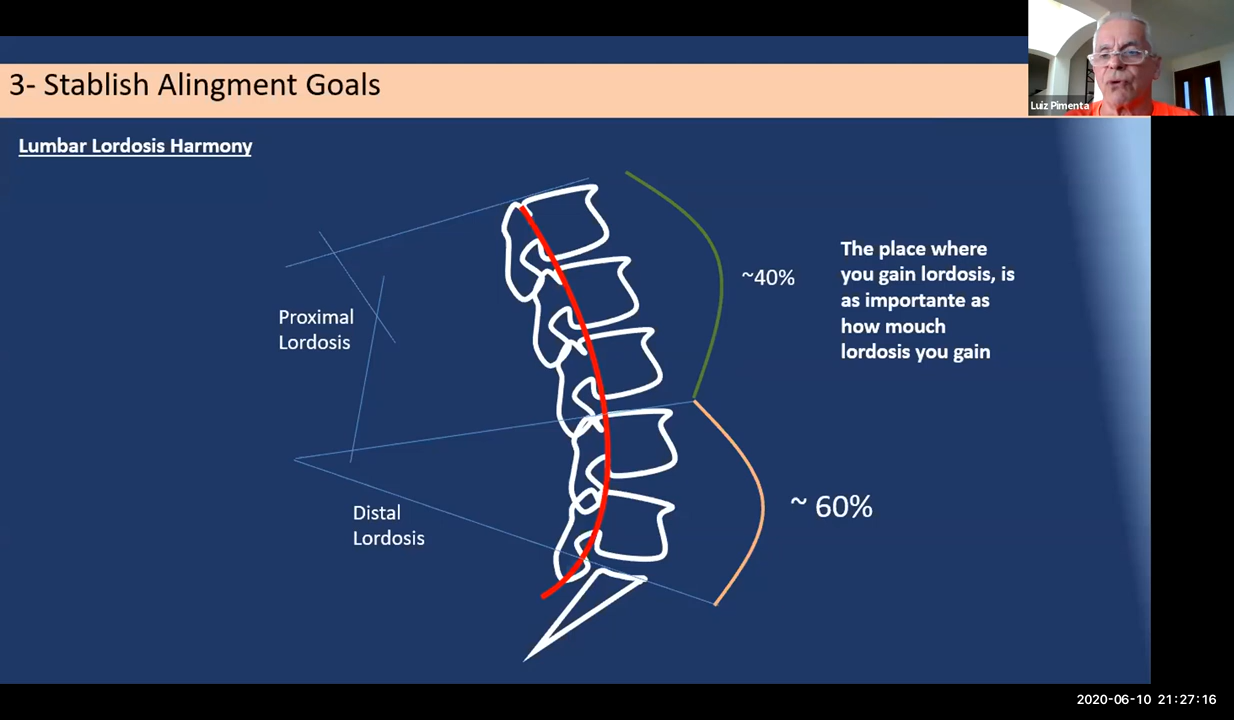 3- Stablish Alingment Goals
Luiz Pimenta
Lumbar Lordosis Harmony
The place where
you gain lordosis, is
as importante as
how mouch
lordosis you gain
~40%
Proximal
Lordosis
~ 60%
Distal
Lordosis
2020-06-10 21:27:16